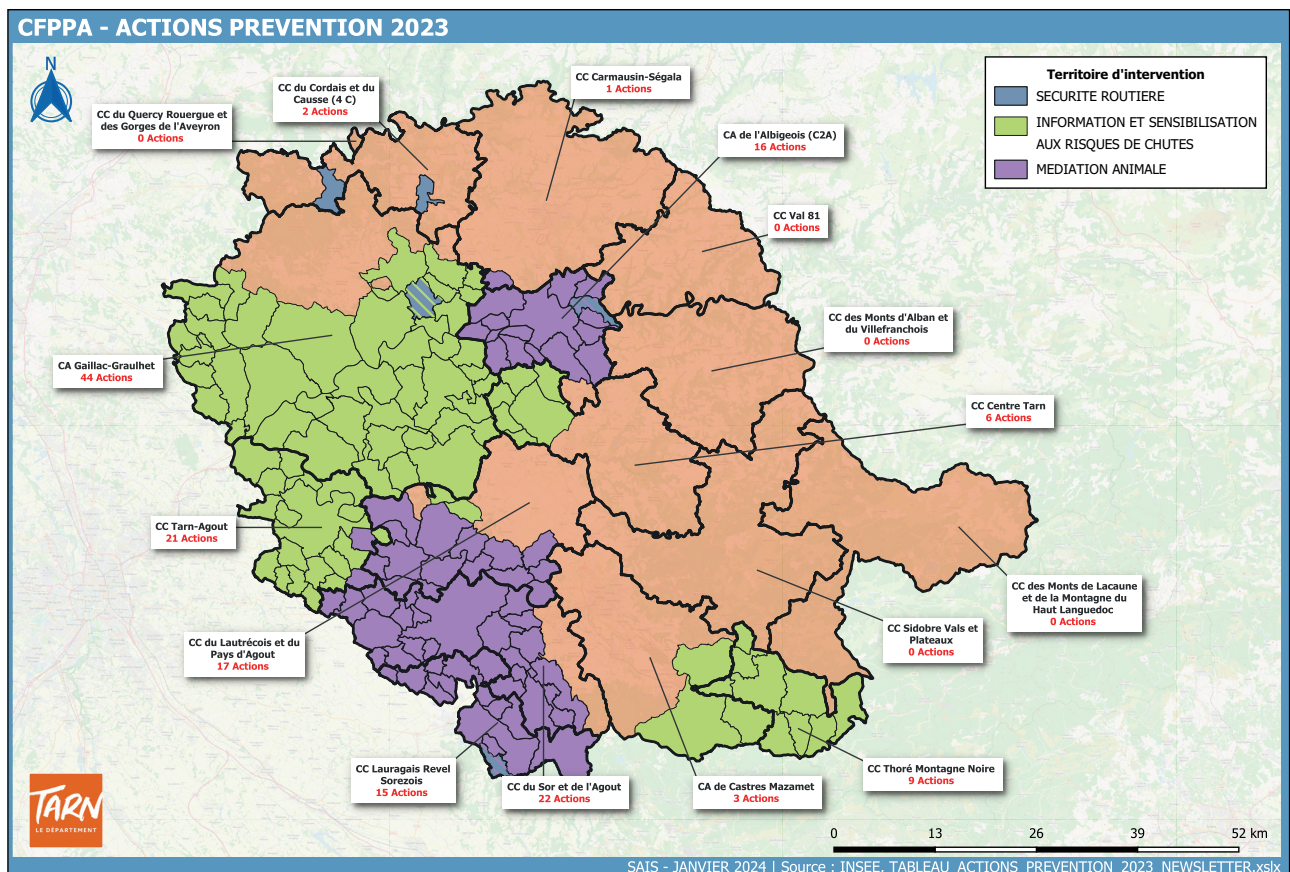 CFPPA - ACTIONS PREVENTION 2023
N
Territoire d'intervention
SECURITE ROUTIERE
INFORMATION ET SENSIBILISATION
AUX RISQUES DE CHUTES
MEDIATION ANIMALE
CC Carmausin-Ségala
1 Actions
CC du Cordais et du
Causse (4 C)
2 Actions
CC du Quercy Rouergue et
des Gorges de l'Aveyron
0 Actions
CA de l'Albigeois (C2A)
16 Actions
CC Val 81
0 Actions
CC des Monts d'Alban et
du Villefranchois
0 Actions
CA Gaillac-Graulhet
44 Actions
CC Centre Tarn
6 Actions
CC Tarn-Agout
21 Actions
CC des Monts de Lacaune
et de la Montagne du
Haut Languedoc
0 Actions
CC Sidobre Vals et
Plateaux
0 Actions
CC du Lautrécois et du
Pays d'Agout
17 Actions
CC Lauragais Revel
Sorezois
15 Actions
CC du Sor et de l'Agout
22 Actions
CA de Castres Mazamet
3 Actions
CC Thoré Montagne Noire
9 Actions
TARN
LE DÉPARTEMENT
0 13 26 39 52 km
SAIS - JANVIER 2024 | Source : INSEE, TABLEAU_ACTIONS_PREVENTION_2023_NEWSLETTER.xslx